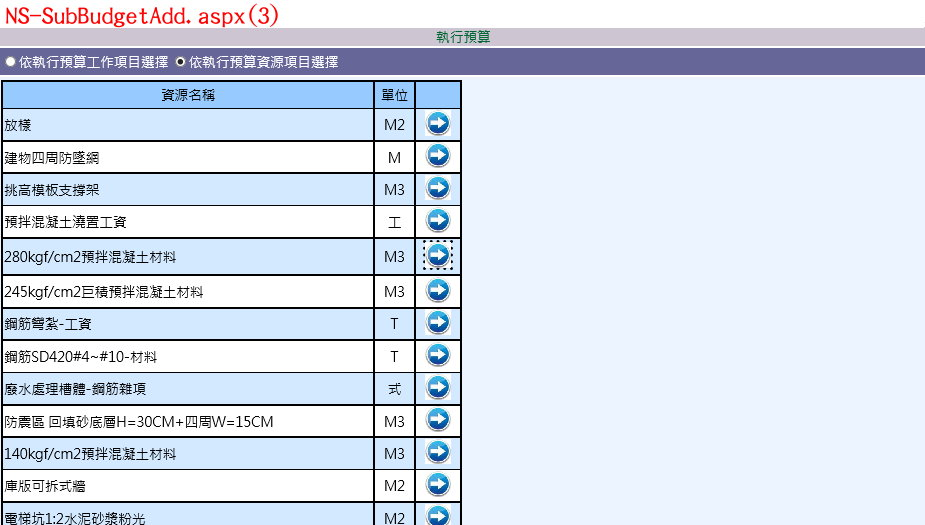 NS-SubBudgetAdd.aspx(3)
執行預算
依執行預算工作項目選擇 依執行預算資源項目選擇
資源名稱 單位
放樣 M2
建物四周防墜網 M
挑高模板支撐架 M3
預拌混凝土澆置工資 工
280kgf/cm2預拌混凝土材料 M3
245kgf/cm2巨積預拌混凝土材料 M3
鋼筋彎紮-工資 T
鋼筋SD420#4~#10-材料 T
廢水處理槽體-鋼筋雜項 式
防震區 回填砂底層H=30CM+四周W=15CM M3
140kgf/cm2預拌混凝土材料 M3
庫版可拆式牆 M2
電梯坑1:2水泥砂漿粉光 M2